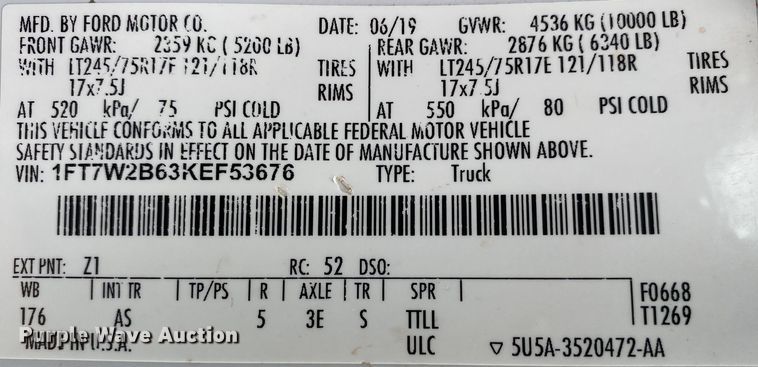 MFD. BY FORD MOTOR CO. DATE: 06/19 GVWR: 4536 KG (10000 LB)
FRONT GAWR: 2359 KG (5200 LB) REAR GAWR: 2876 KG (6340 LB)
WITH LT245/75R17E 121/118R TIRES WITH LT245/75R17E 121/118R TIRES
17x7.5J RIMS 17x7.5J RIMS
AT 520 kPa/ 75 PSI COLD AT 550 kPa/ 80 PSI COLD
THIS VEHICLE CONFORMS TO ALL APPLICABLE FEDERAL MOTOR VEHICLE
SAFETY STANDARDS IN EFFECT ON THE DATE OF MANUFACTURE SHOWN ABOVE.
VIN: 1FT7W2B63KEF53676 TYPE: Truck
EXT PNT: Z1 RC: 52 DSO:
WB INT TR TP/PS R AXLE TR SPR F0668
176 AS 5 3E S TTLL T1269
Purple Wave Auction
MADE IN U.S.A. ULC ▽ 5U5A-3520472-AA